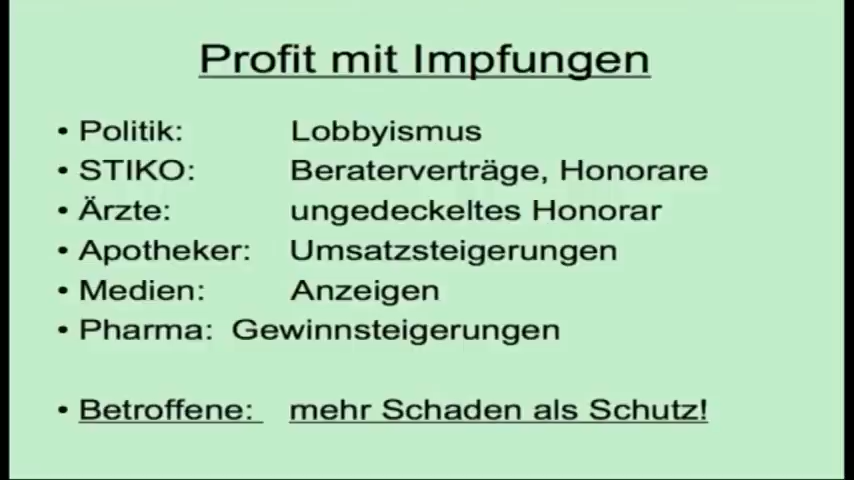 Profit mit Impfungen
• Politik: Lobbyismus
• STIKO: Beraterverträge, Honorare
• Ärzte: ungedeckeltes Honorar
• Apotheker: Umsatzsteigerungen
• Medien: Anzeigen
• Pharma: Gewinnsteigerungen
• Betroffene: mehr Schaden als Schutz!